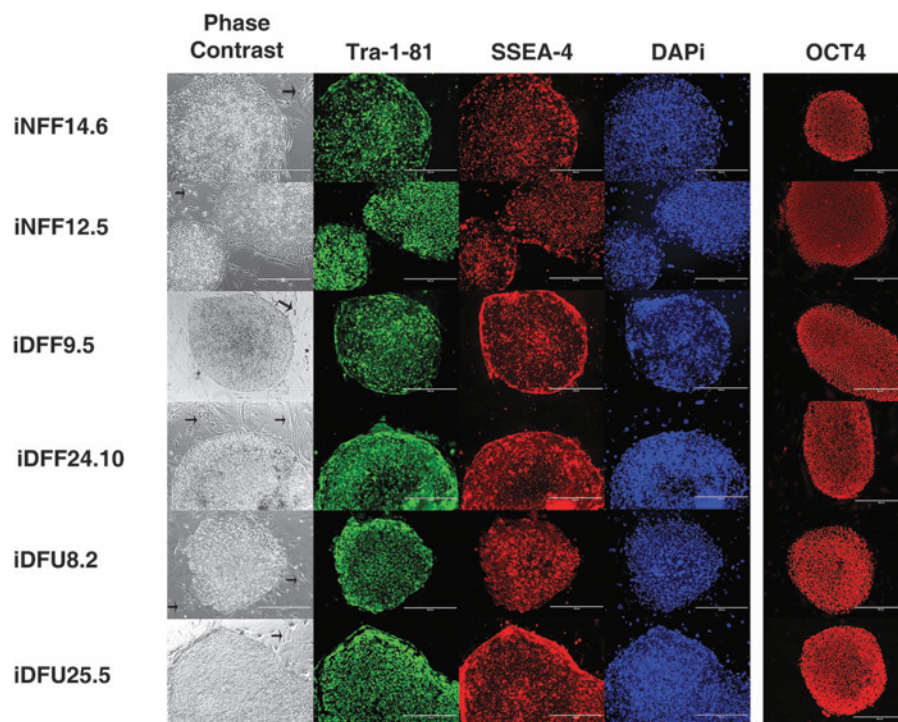 Phase
Contrast
Tra-1-81
SSEA-4
DAPi
OCT4
iNFF14.6
iNFF12.5
iDFF9.5
iDFF24.10
iDFU8.2
iDFU25.5